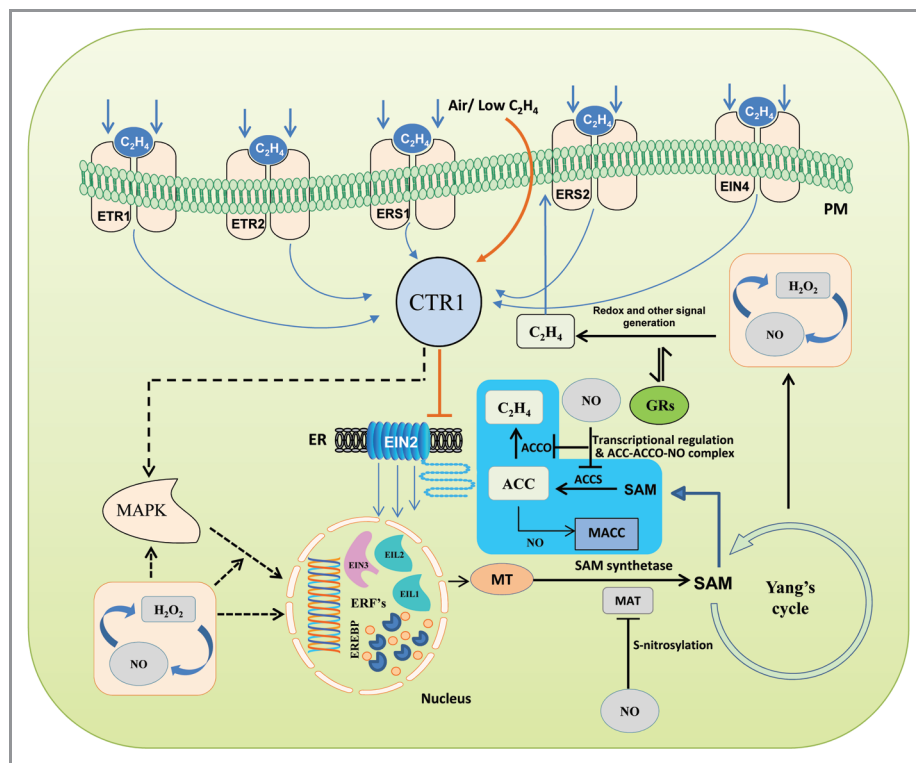 Air/ Low C₂H₄
C₂H₄
C₂H₄
C₂H₄
C₂H₄
C₂H₄
ETR1
ETR2
ERS1
ERS2
EIN4
PM
CTR1
C₂H₄
Redox and other signal
generation
H₂O₂
NO
GRs
ER
EIN2
C₂H₄
NO
ACCO
Transcriptional regulation
& ACC-ACCO-NO complex
ACC
ACCS
SAM
NO
MACC
MAPK
H₂O₂
NO
EIN3
EIL2
EIL1
ERF's
EREBP
Nucleus
MT
SAM synthetase
SAM
MAT
Yang's
cycle
S-nitrosylation
NO